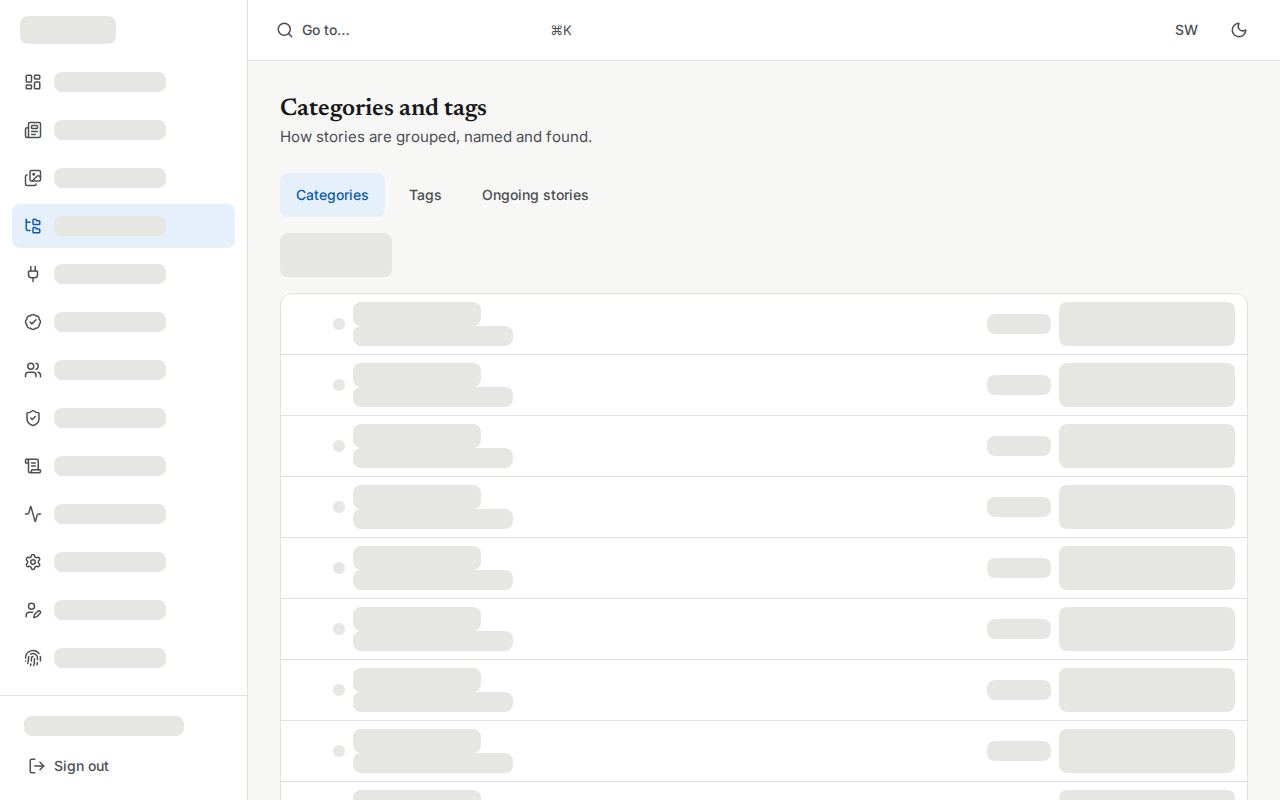 Go to...
⌘K
SW
Categories and tags
How stories are grouped, named and found.
Categories
Tags
Ongoing stories
Sign out